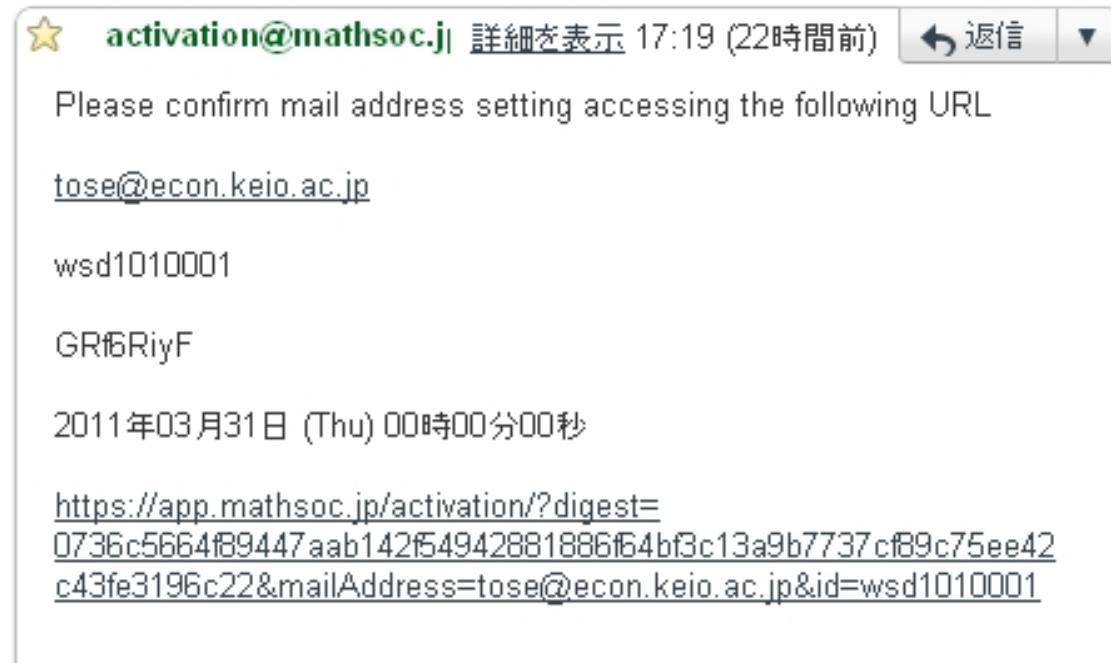 activation@mathsoc.j 詳細を表示 17:19 (22時間前) 返信
Please confirm mail address setting accessing the following URL
tose@econ.keio.ac.jp
wsd1010001
GRf6RiyF
2011年03月31日 (Thu) 00時00分00秒
https://app.mathsoc.jp/activation/?digest=
0736c5664f89447aab142f54942881886f64bf3c13a9b7737cf89c75ee42
c43fe3196c22&mailAddress=tose@econ.keio.ac.jp&id=wsd1010001